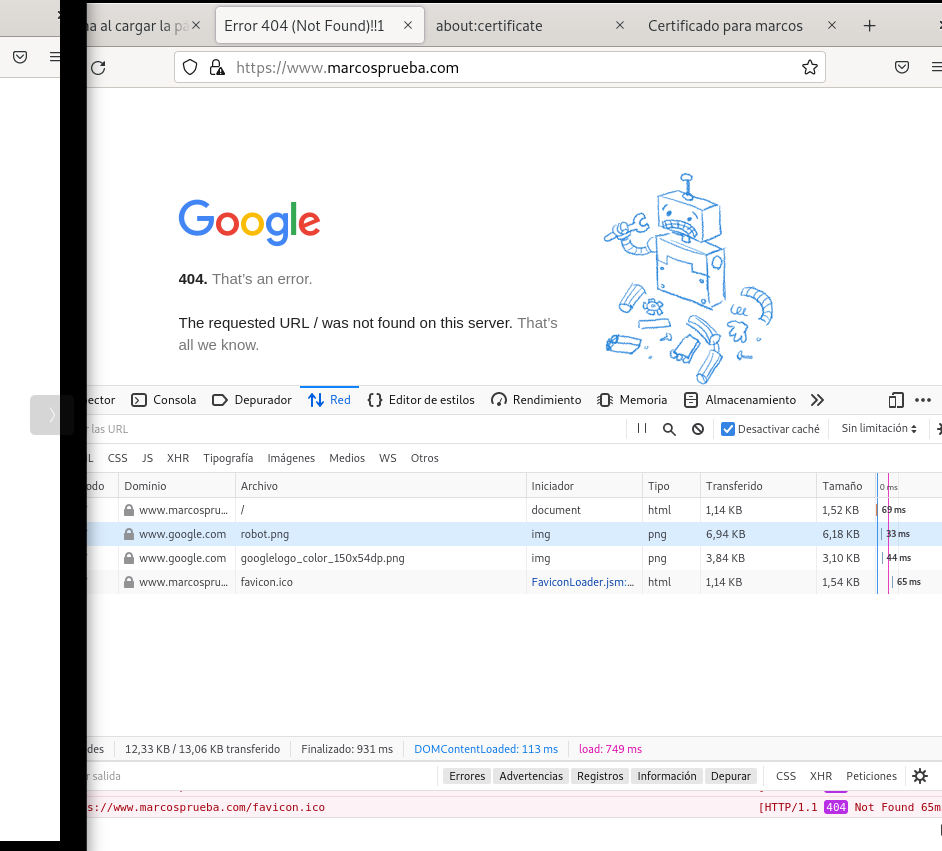 na al cargar la pá
Error 404 (Not Found)!!1
about:certificate
Certificado para marcos
https://www.marcosprueba.com
Google
404. That's an error.
The requested URL / was not found on this server. That's
all we know.
pector
Consola
Depurador
Red
Editor de estilos
Rendimiento
Memoria
Almacenamiento
r las URL
Desactivar caché
Sin limitación
L CSS JS XHR Tipografía Imágenes Medios WS Otros
odo Dominio Archivo Iniciador Tipo Transferido Tamaño 0 ms
www.marcospru... / document html 1,14 KB 1,52 KB 69 ms
www.google.com robot.png img png 6,94 KB 6,18 KB 33 ms
www.google.com googlelogo_color_150x54dp.png img png 3,84 KB 3,10 KB 44 ms
www.marcospru... favicon.ico FaviconLoader.jsm:... html 1,14 KB 1,54 KB 65 ms
des 12,33 KB / 13,06 KB transferido Finalizado: 931 ms DOMContentLoaded: 113 ms load: 749 ms
r salida Errores Advertencias Registros Información Depurar CSS XHR Peticiones
s://www.marcosprueba.com/favicon.ico [HTTP/1.1 404 Not Found 65m